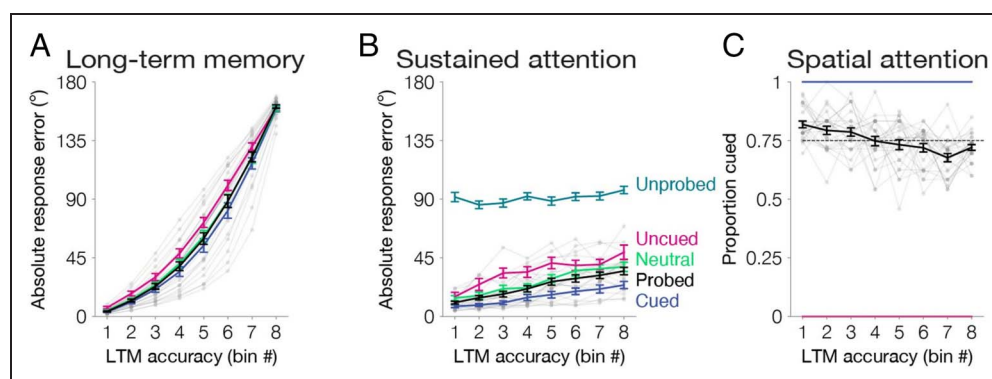 A Long-term memory
Absolute response error (°)
180
135
90
45
0
1 2 3 4 5 6 7 8
LTM accuracy (bin #)
B Sustained attention
Absolute response error (°)
180
135
90
45
0
Unprobed
Uncued
Neutral
Probed
Cued
1 2 3 4 5 6 7 8
LTM accuracy (bin #)
C Spatial attention
Proportion cued
1
0.75
0.5
0.25
0
1 2 3 4 5 6 7 8
LTM accuracy (bin #)